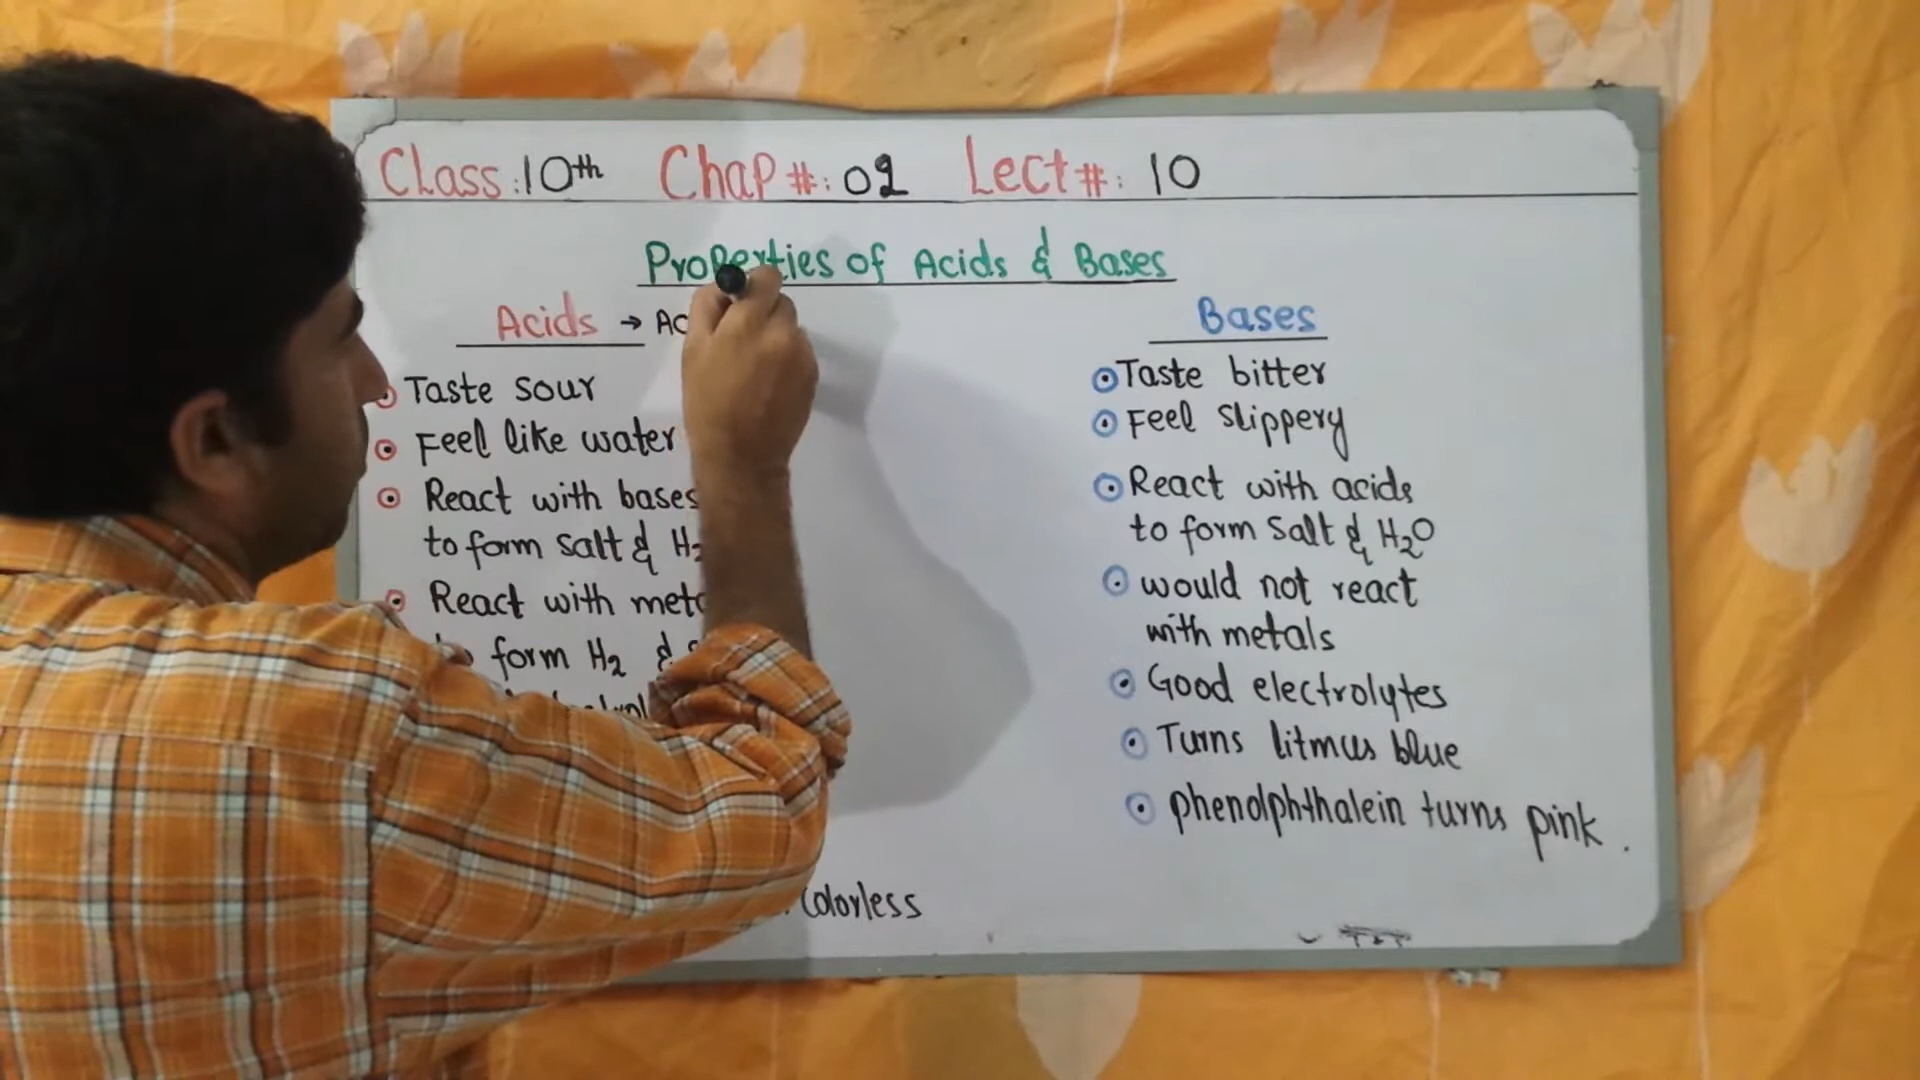 Class: 10th Chap #: 02 Lect #: 10
Properties of Acids & Bases
Acids → Ac
Taste sour
Feel like water
React with bases
to form salt & H₂
React with meta
form H₂ &
Colorless
Bases
Taste bitter
Feel slippery
React with acids
to form salt & H₂O
would not react
with metals
Good electrolytes
Turns litmus blue
phenolphthalein turns pink.